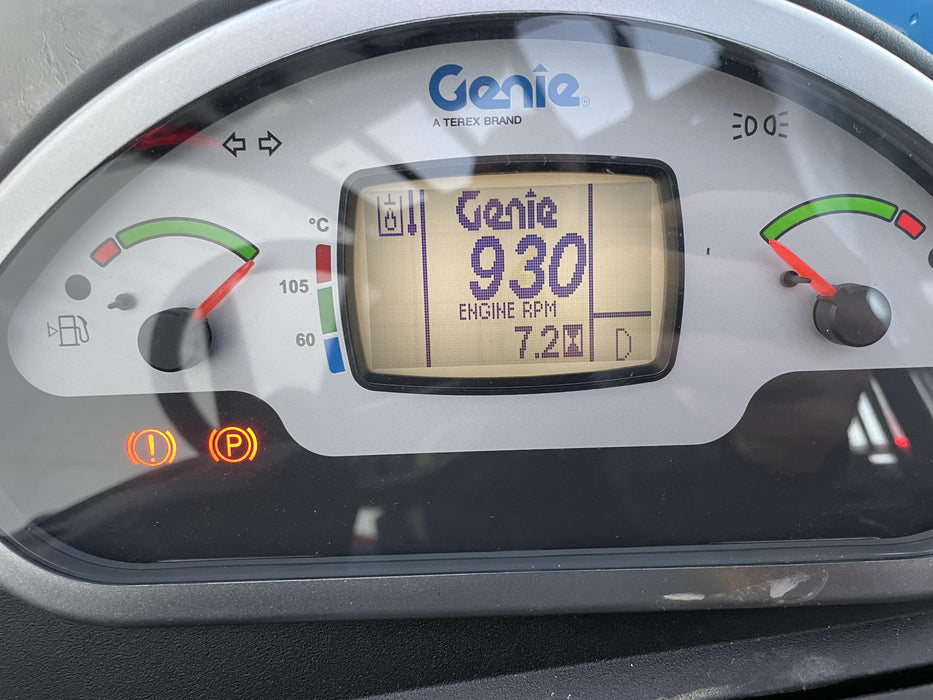 Genie®
A TEREX BRAND
Genie
930
ENGINE RPM
7.2
D
°C
105
60
!
P